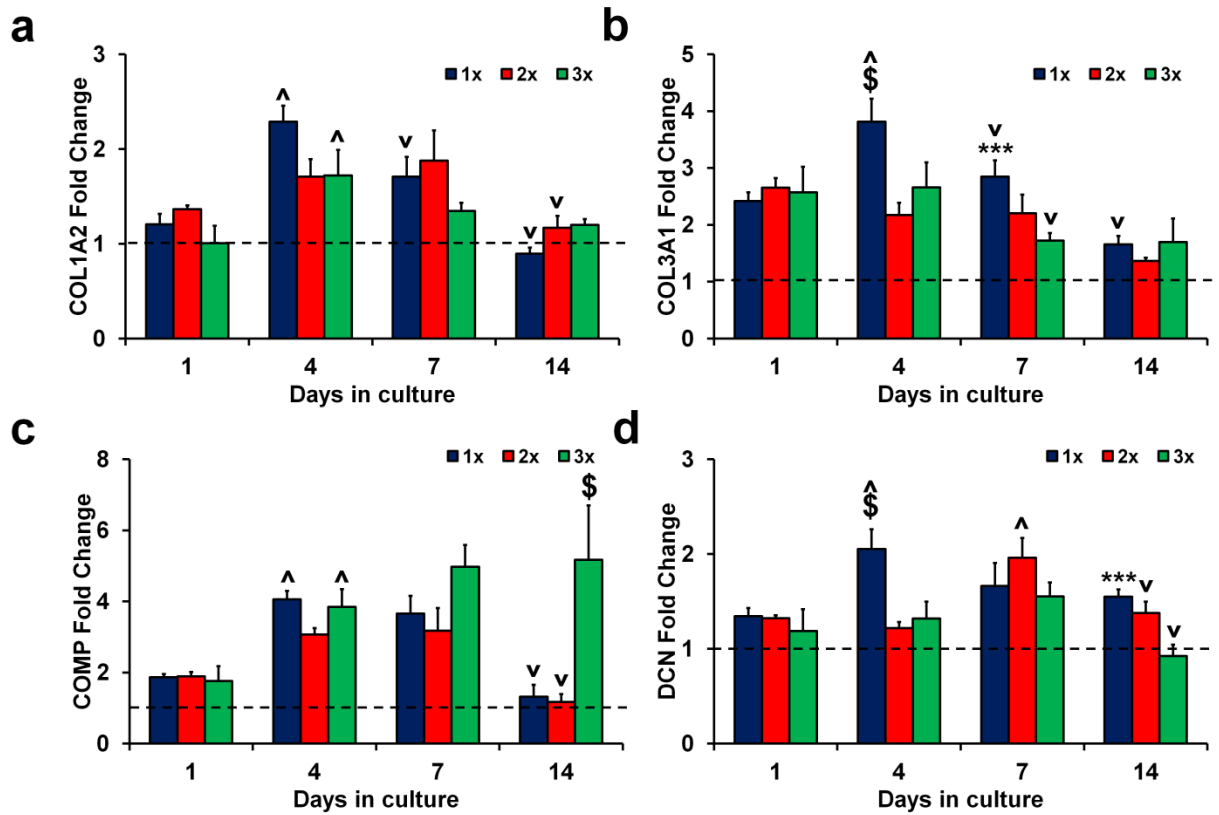 a
COL1A2 Fold Change
3
2
1
0
1x 2x 3x
^ ^ v v v
1 4 7 14
Days in culture
b
COL3A1 Fold Change
5
4
3
2
1
0
1x 2x 3x
^
$
v
***
v v
1 4 7 14
Days in culture
c
COMP Fold Change
8
6
4
2
0
1x 2x 3x
$
^ ^
v v
1 4 7 14
Days in culture
d
DCN Fold Change
3
2
1
0
1x 2x 3x
^
$
^
*** v
v
1 4 7 14
Days in culture